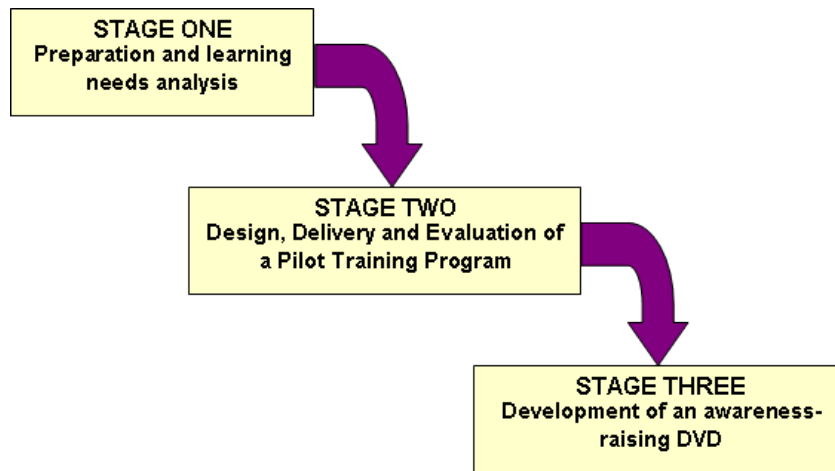 STAGE ONE
Preparation and learning
needs analysis
STAGE TWO
Design, Delivery and Evaluation of
a Pilot Training Program
STAGE THREE
Development of an awareness-
raising DVD